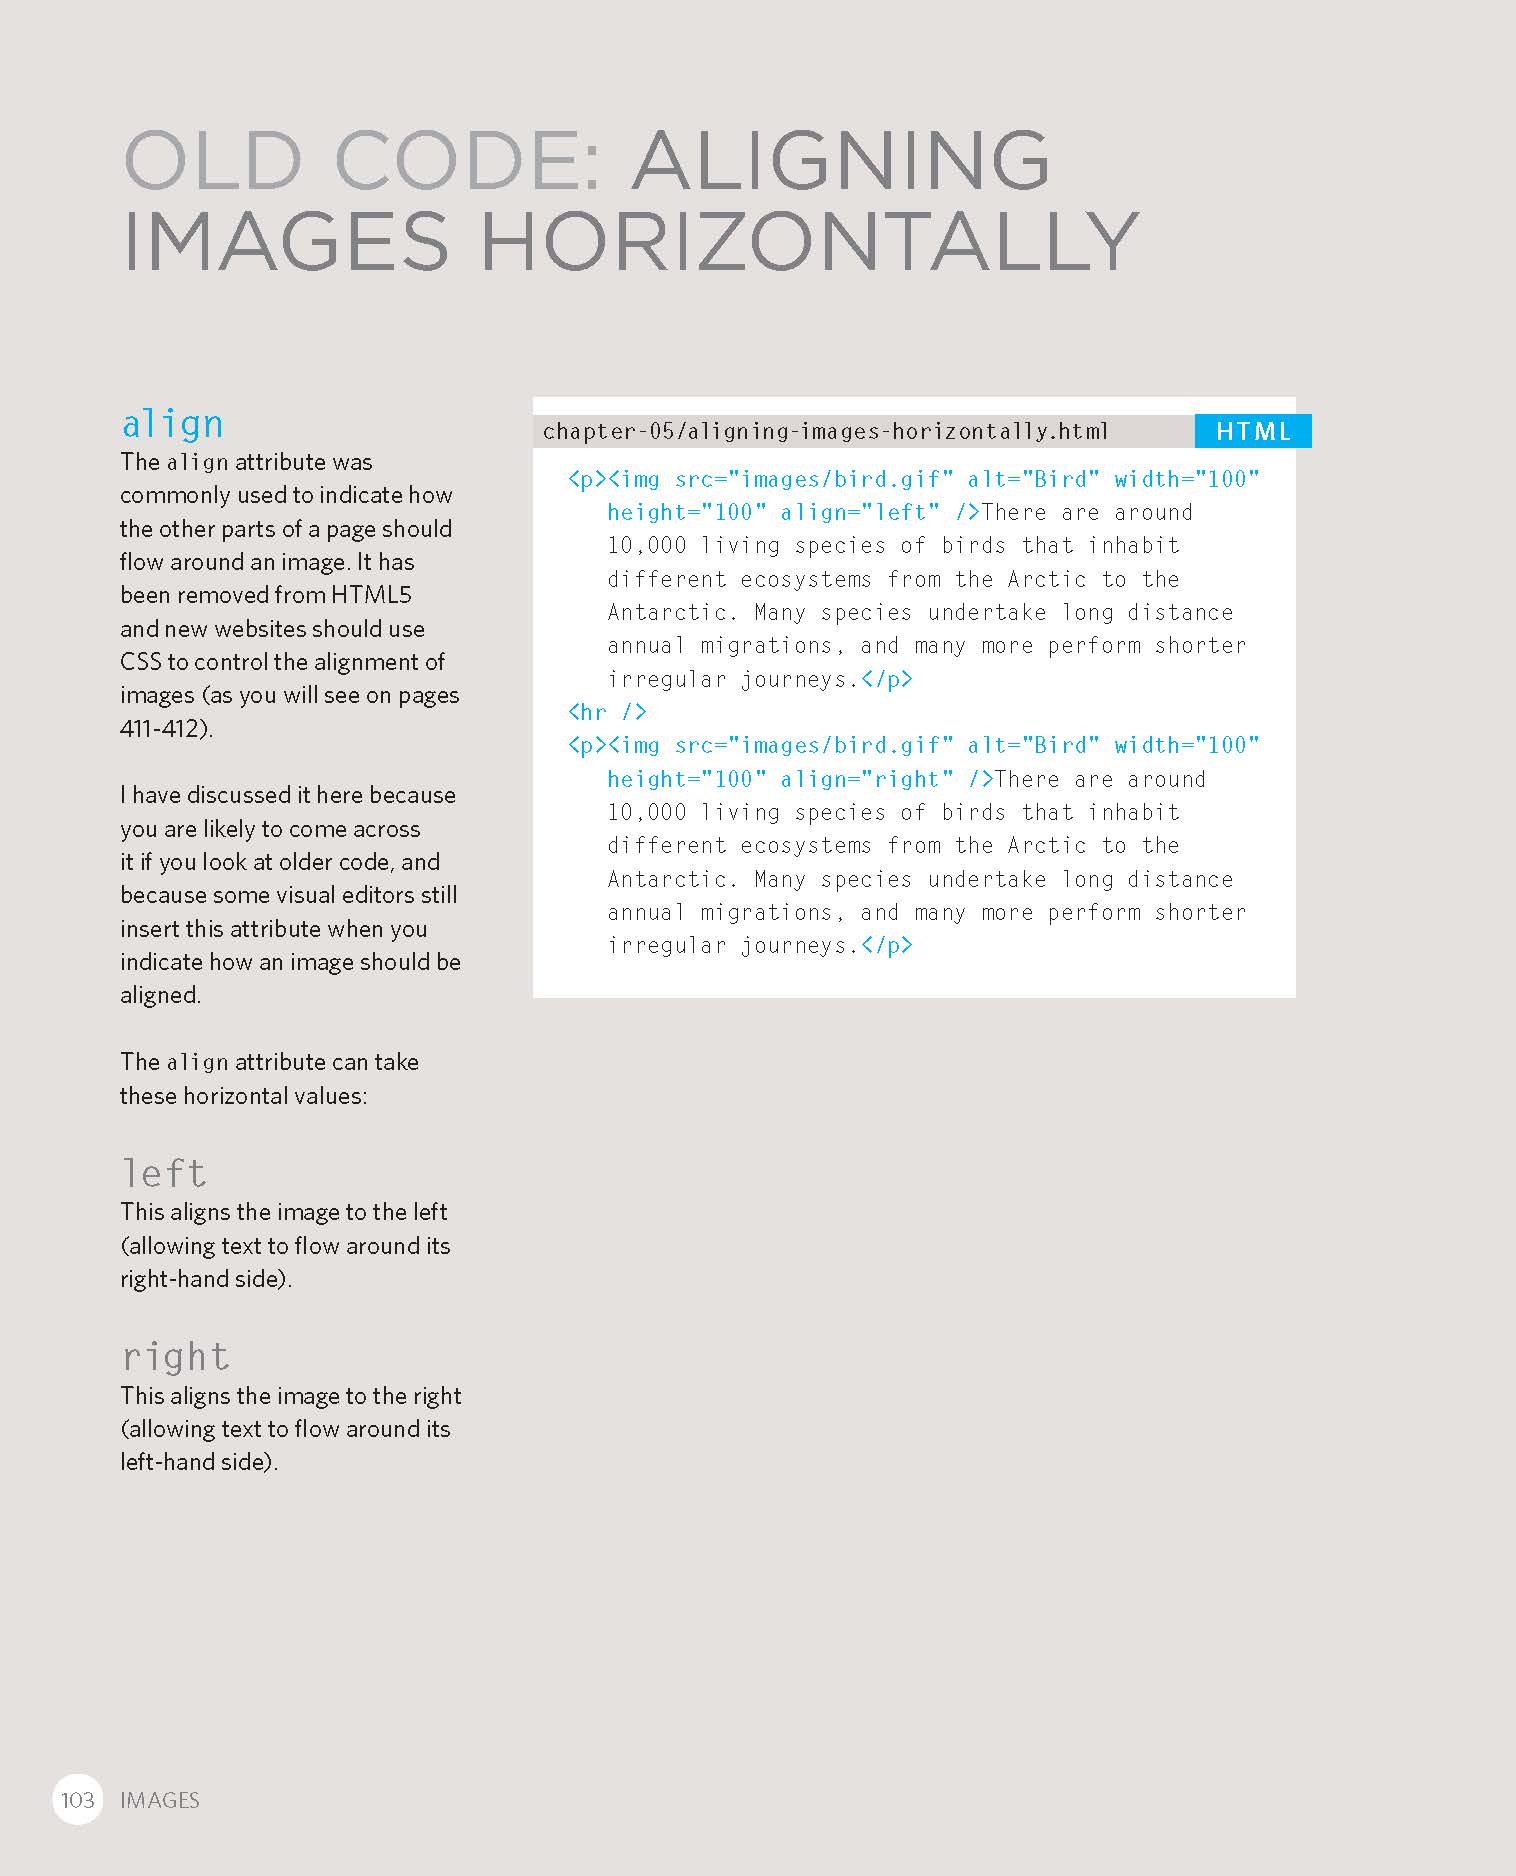 OLD CODE: ALIGNING
IMAGES HORIZONTALLY
align
The align attribute was
commonly used to indicate how
the other parts of a page should
flow around an image. It has
been removed from HTML5
and new websites should use
CSS to control the alignment of
images (as you will see on pages
411-412).
I have discussed it here because
you are likely to come across
it if you look at older code, and
because some visual editors still
insert this attribute when you
indicate how an image should be
aligned.
The align attribute can take
these horizontal values:
left
This aligns the image to the left
(allowing text to flow around its
right-hand side).
right
This aligns the image to the right
(allowing text to flow around its
left-hand side).
chapter-05/aligning-images-horizontally.html HTML
<p><img src="images/bird.gif" alt="Bird" width="100"
height="100" align="left" />There are around
10,000 living species of birds that inhabit
different ecosystems from the Arctic to the
Antarctic. Many species undertake long distance
annual migrations, and many more perform shorter
irregular journeys.</p>
<hr />
<p><img src="images/bird.gif" alt="Bird" width="100"
height="100" align="right" />There are around
10,000 living species of birds that inhabit
different ecosystems from the Arctic to the
Antarctic. Many species undertake long distance
annual migrations, and many more perform shorter
irregular journeys.</p>
103 IMAGES